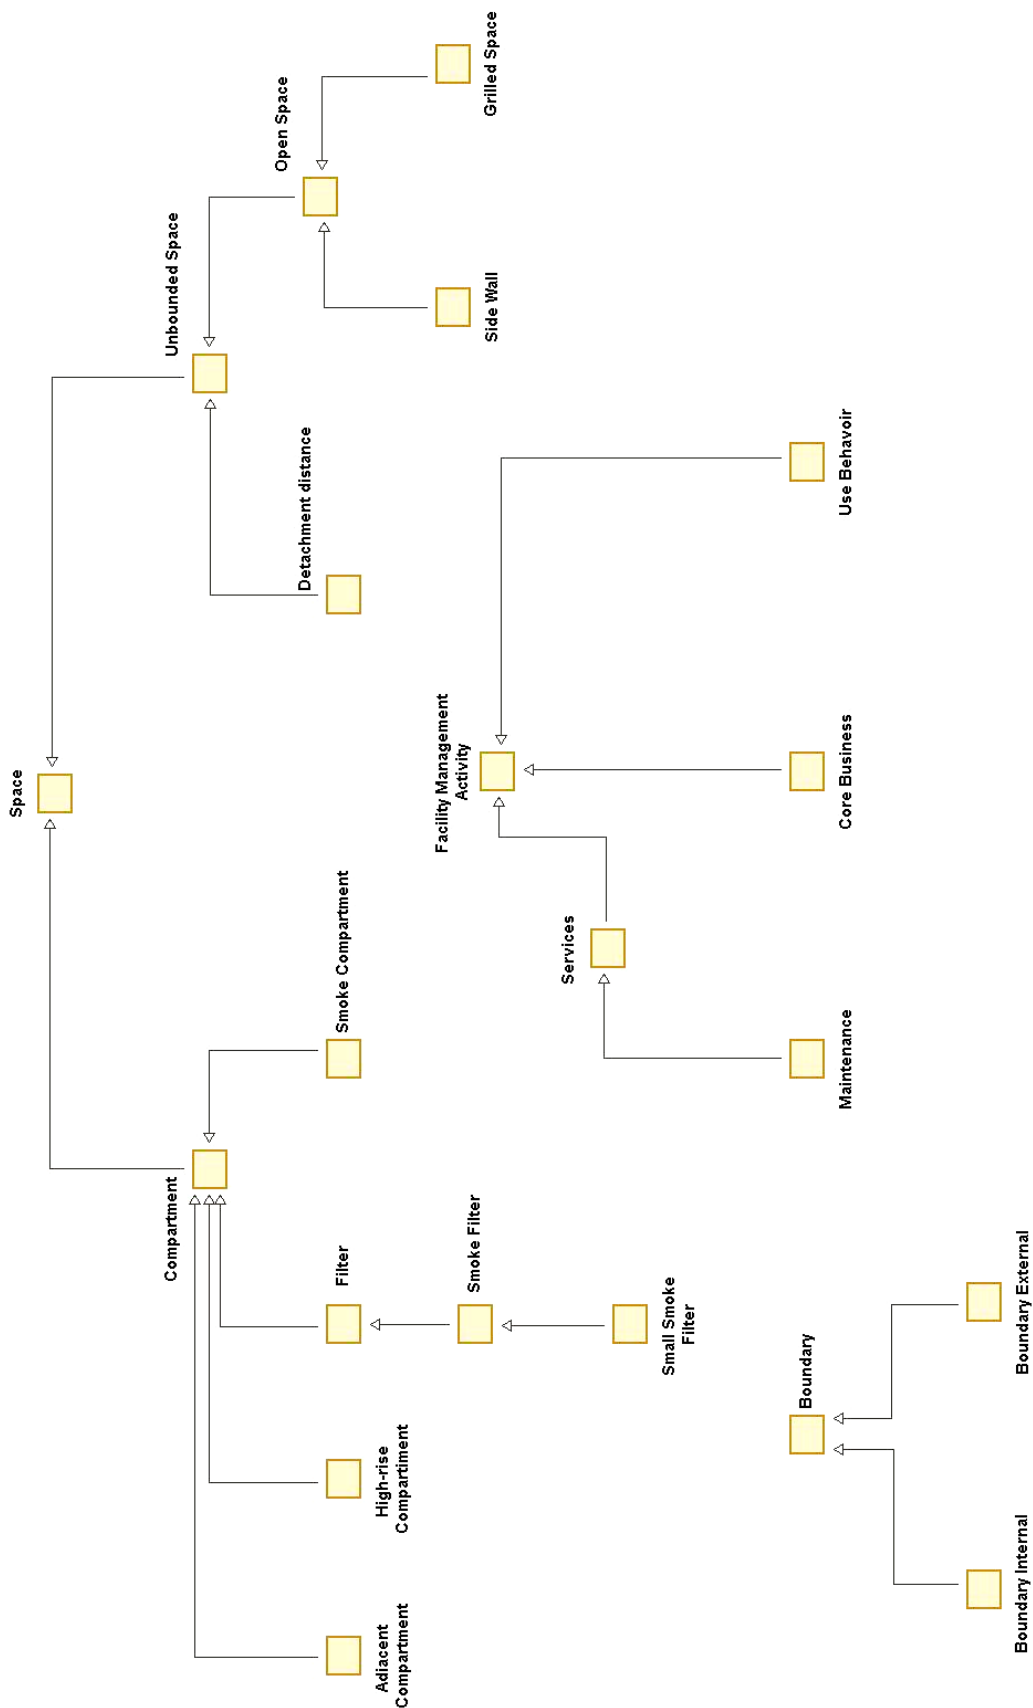 Space
Compartment
Unbounded Space
Adiacent
Compartment
High-rise
Compartiment
Filter
Smoke Compartment
Detachment distance
Open Space
Smoke Filter
Side Wall
Grilled Space
Small Smoke
Filter
Facility Management
Activity
Services
Maintenance
Core Business
Use Behavoir
Boundary
Boundary Internal
Boundary External